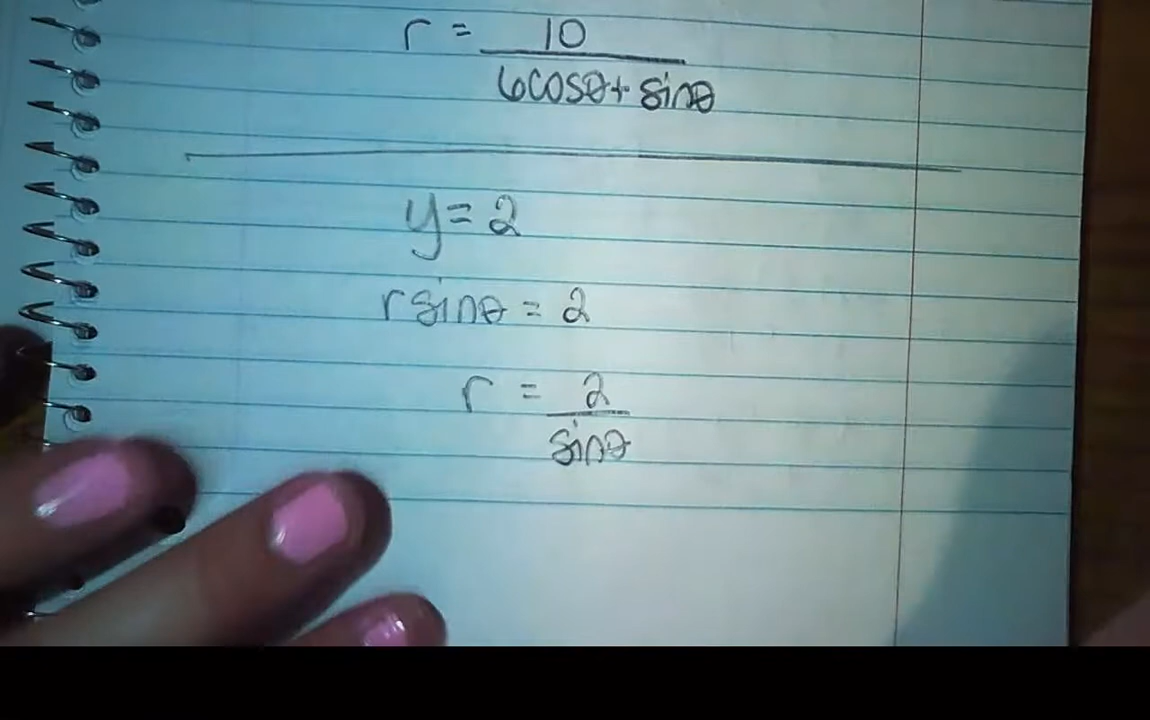 r = 10
6cosθ + sinθ
y = 2
r sinθ = 2
r = 2
sinθ